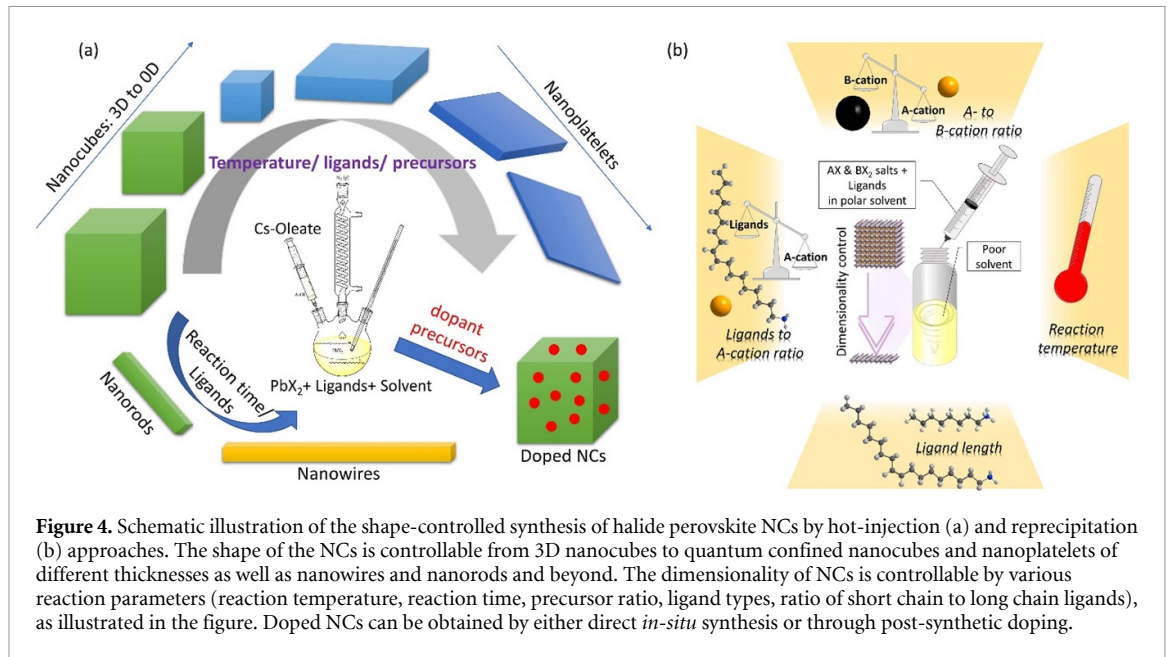 (a)
Nanocubes: 3D to 0D
Nanoplatelets
Temperature/ ligands/ precursors
Cs-Oleate
dopant
precursors
PbX₂+ Ligands+ Solvent
Reaction time/
Ligands
Nanorods
Nanowires
Doped NCs
(b)
B-cation
A-cation
A- to
B-cation ratio
AX & BX₂ salts +
Ligands
in polar solvent
Ligands
A-cation
Dimensionality control
Poor
solvent
Ligands to
A-cation ratio
Reaction
temperature
Ligand length
Figure 4. Schematic illustration of the shape-controlled synthesis of halide perovskite NCs by hot-injection (a) and reprecipitation
(b) approaches. The shape of the NCs is controllable from 3D nanocubes to quantum confined nanocubes and nanoplatelets of
different thicknesses as well as nanowires and nanorods and beyond. The dimensionality of NCs is controllable by various
reaction parameters (reaction temperature, reaction time, precursor ratio, ligand types, ratio of short chain to long chain ligands),
as illustrated in the figure. Doped NCs can be obtained by either direct in-situ synthesis or through post-synthetic doping.